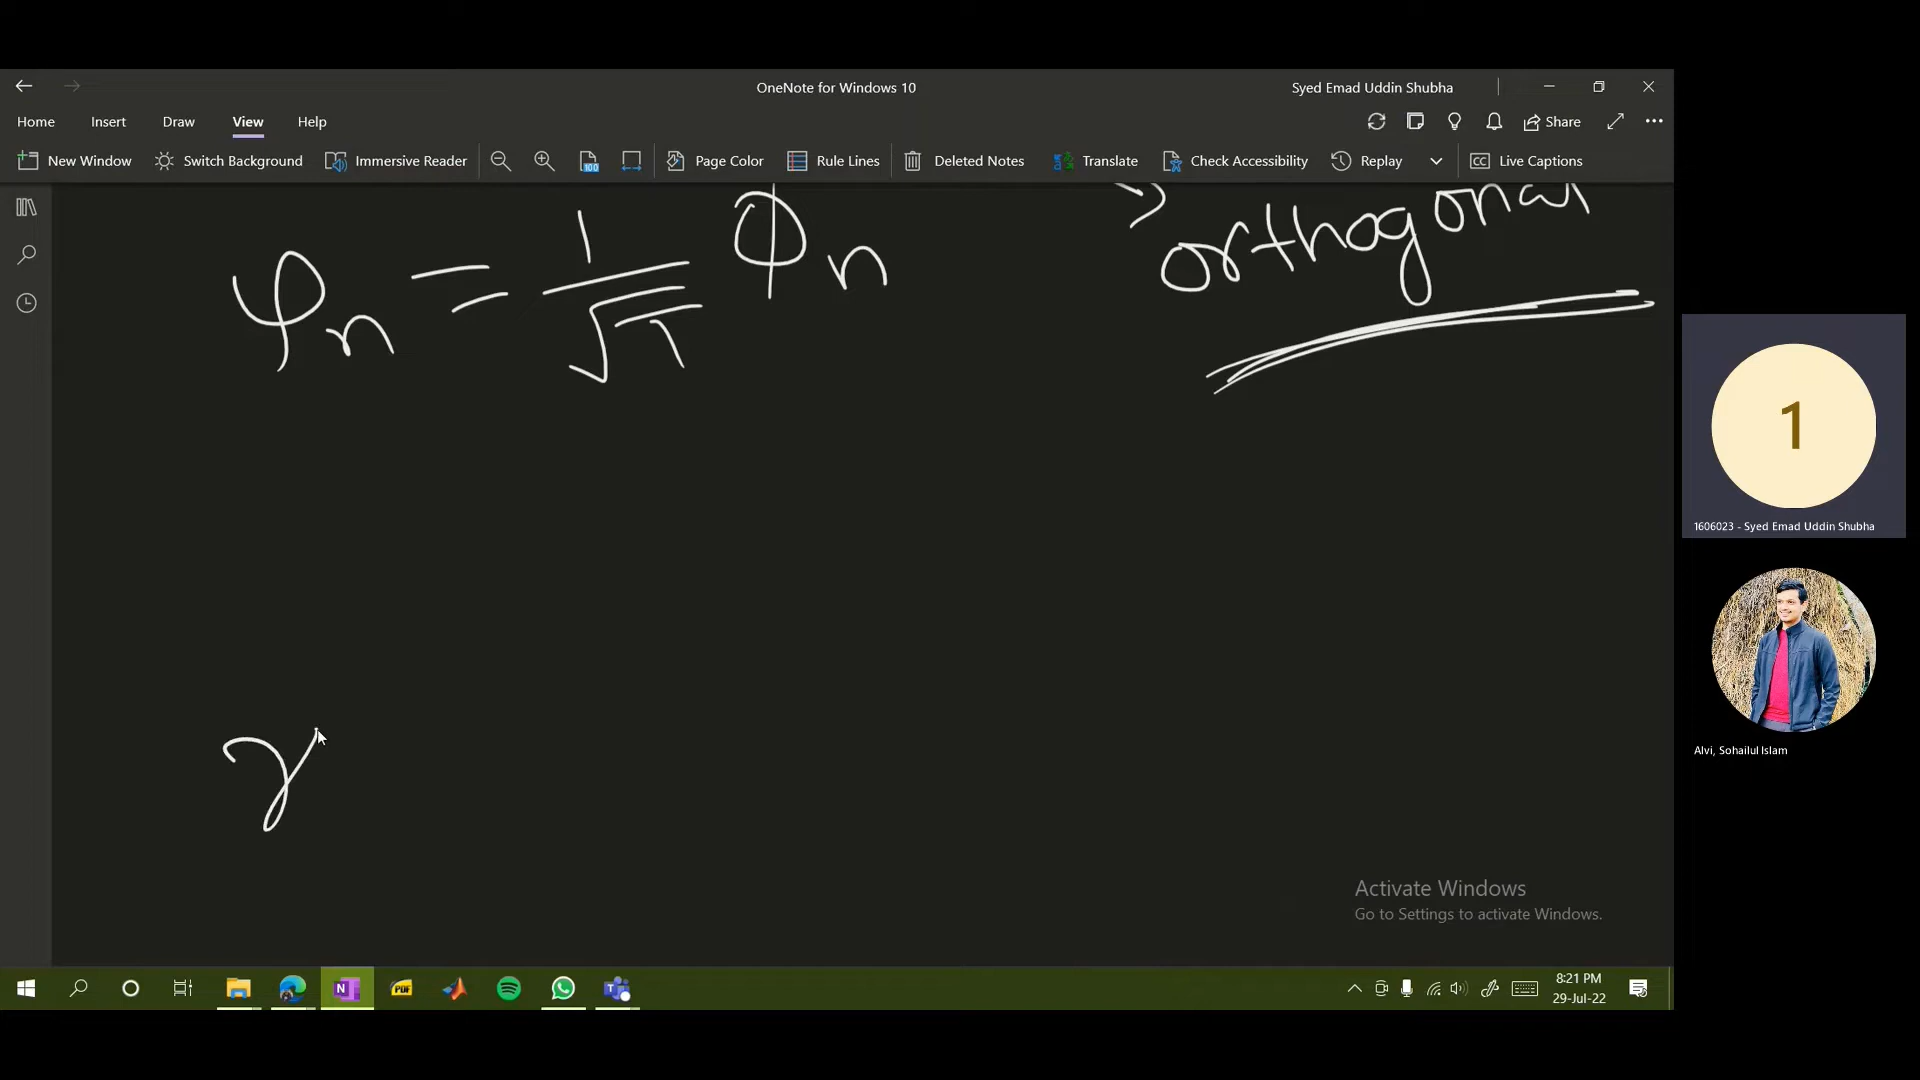 OneNote for Windows 10
Syed Emad Uddin Shubha
Home Insert Draw View Help
Share
New Window Switch Background Immersive Reader Page Color Rule Lines Deleted Notes Translate Check Accessibility Replay Live Captions
orthogonal
φn = 1/√T ϕn
γ
1
1606023 - Syed Emad Uddin Shubha
Alvi, Sohailul Islam
Activate Windows
Go to Settings to activate Windows.
8:21 PM
29-Jul-22